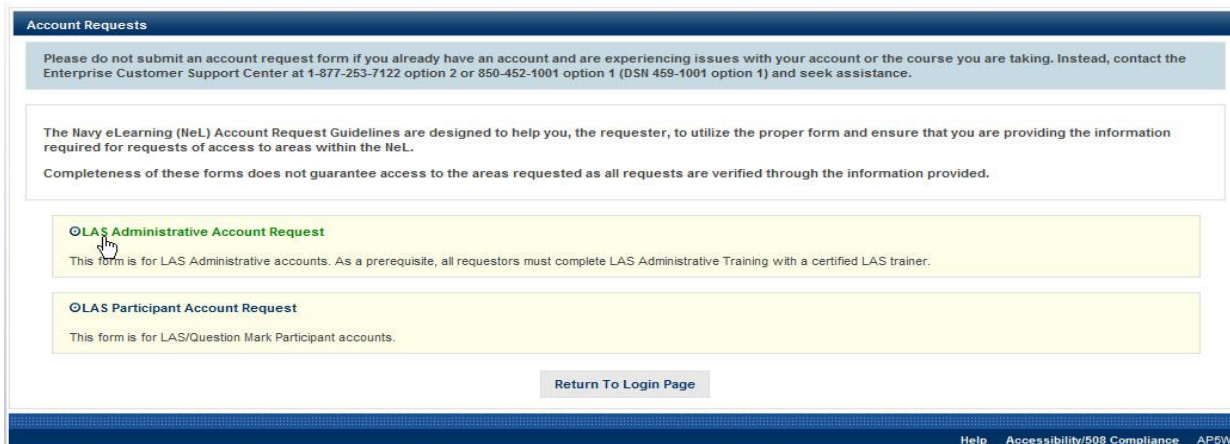 Account Requests
Please do not submit an account request form if you already have an account and are experiencing issues with your account or the course you are taking. Instead, contact the
Enterprise Customer Support Center at 1-877-253-7122 option 2 or 850-452-1001 option 1 (DSN 459-1001 option 1) and seek assistance.
The Navy eLearning (NeL) Account Request Guidelines are designed to help you, the requester, to utilize the proper form and ensure that you are providing the information
required for requests of access to areas within the NeL.
Completeness of these forms does not guarantee access to the areas requested as all requests are verified through the information provided.
LAS Administrative Account Request
This form is for LAS Administrative accounts. As a prerequisite, all requestors must complete LAS Administrative Training with a certified LAS trainer.
LAS Participant Account Request
This form is for LAS/Question Mark Participant accounts.
Return To Login Page
Help Accessibility/508 Compliance AP5W